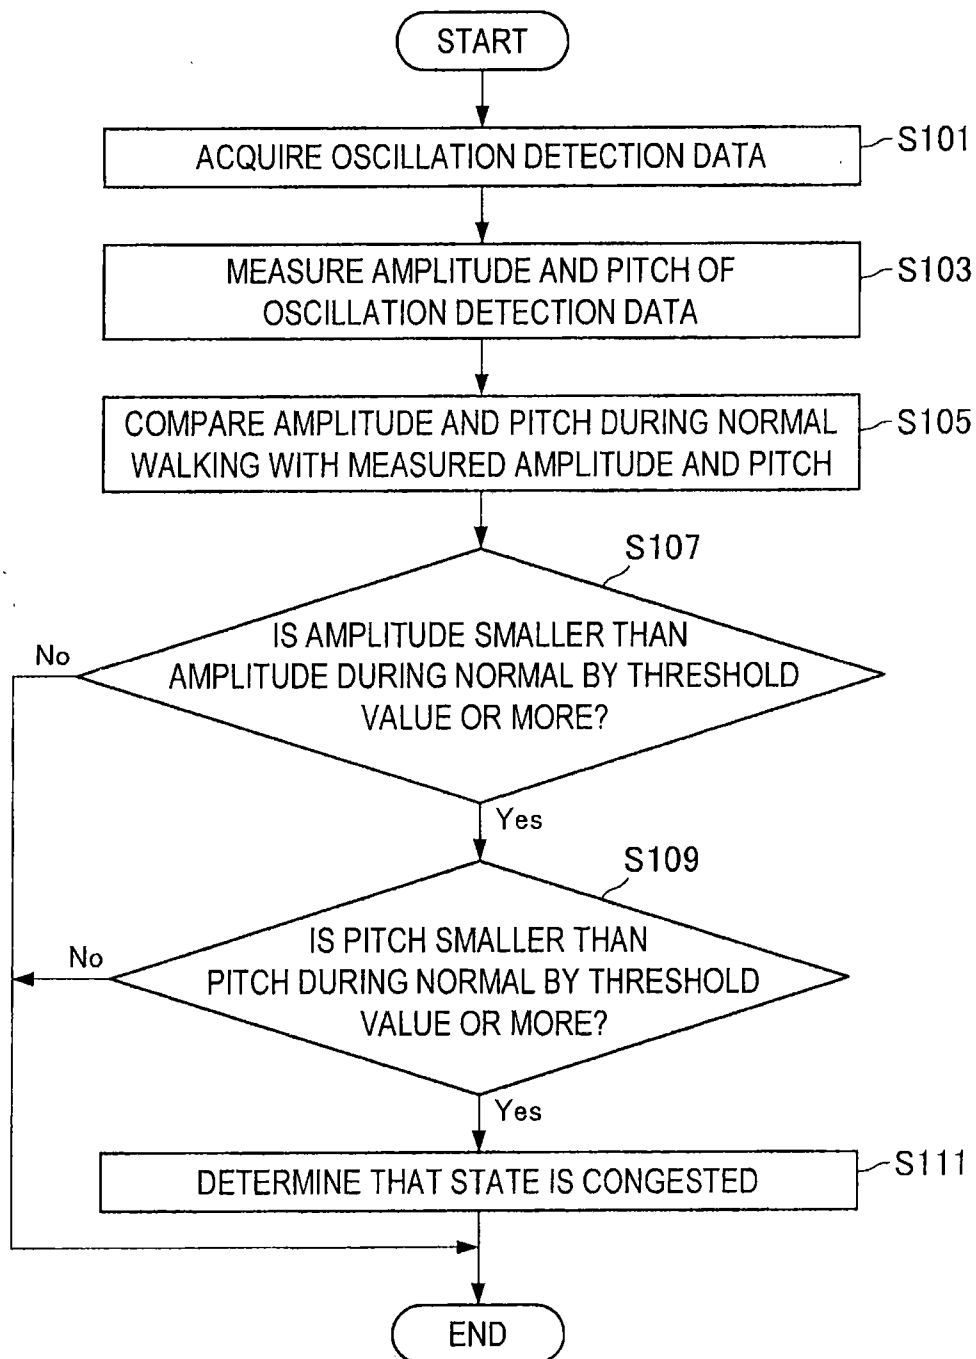 START
ACQUIRE OSCILLATION DETECTION DATA
S101
MEASURE AMPLITUDE AND PITCH OF
OSCILLATION DETECTION DATA
S103
COMPARE AMPLITUDE AND PITCH DURING NORMAL
WALKING WITH MEASURED AMPLITUDE AND PITCH
S105
S107
IS AMPLITUDE SMALLER THAN
AMPLITUDE DURING NORMAL BY THRESHOLD
VALUE OR MORE?
No
Yes
S109
IS PITCH SMALLER THAN
PITCH DURING NORMAL BY THRESHOLD
VALUE OR MORE?
No
Yes
DETERMINE THAT STATE IS CONGESTED
S111
END